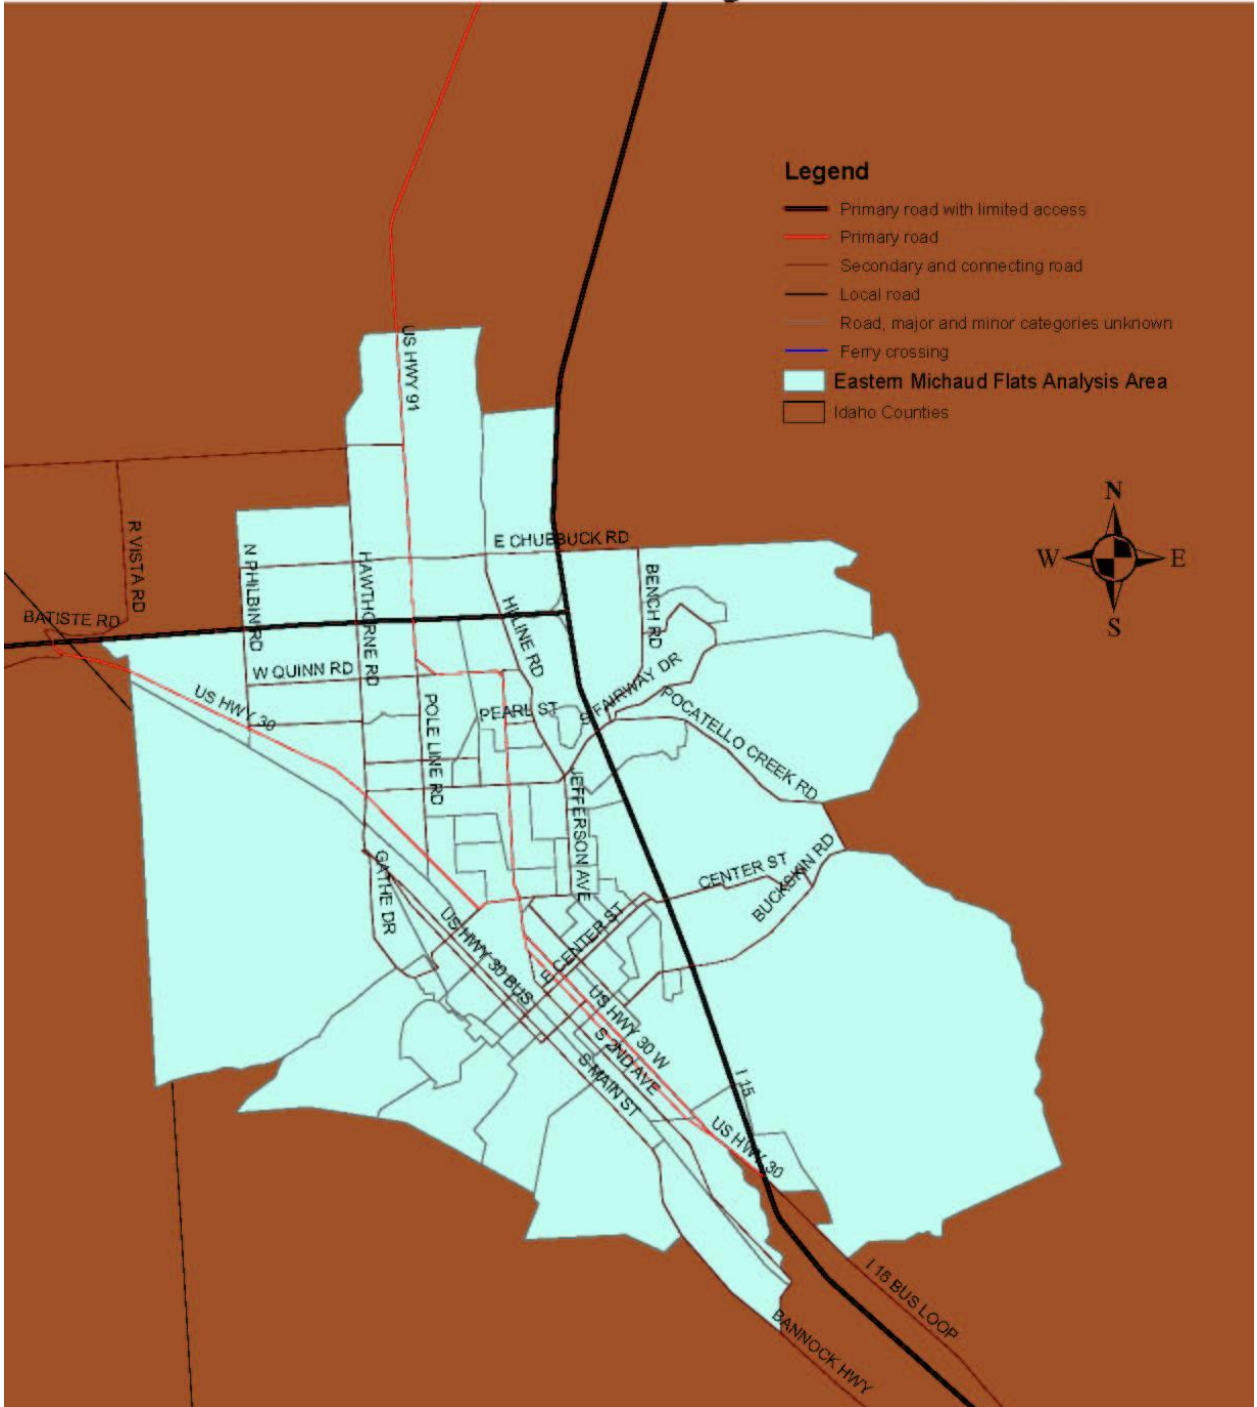 Legend
Primary road with limited access
Primary road
Secondary and connecting road
Local road
Road, major and minor categories unknown
Ferry crossing
Eastern Michaud Flats Analysis Area
Idaho Counties
N
W
E
S
US HWY 91
E CHUBBUCK RD
R VISTA RD
N PHILBIN RD
HAWTHORNE RD
BENCH RD
BATISTE RD
HILINE RD
W QUINN RD
US HWY 30
POLE LINE RD
PEARL ST
S FAIRWAY DR
POCATELLO CREEK RD
JEFFERSON AVE
GATHE DR
CENTER ST
BUCKSKIN RD
US HWY 30 BUS
E CENTER ST
US HWY 30 W
S 2ND AVE
S MAIN ST
I 15
US HWY 30
I 15 BUS LOOP
BANNOCK HWY